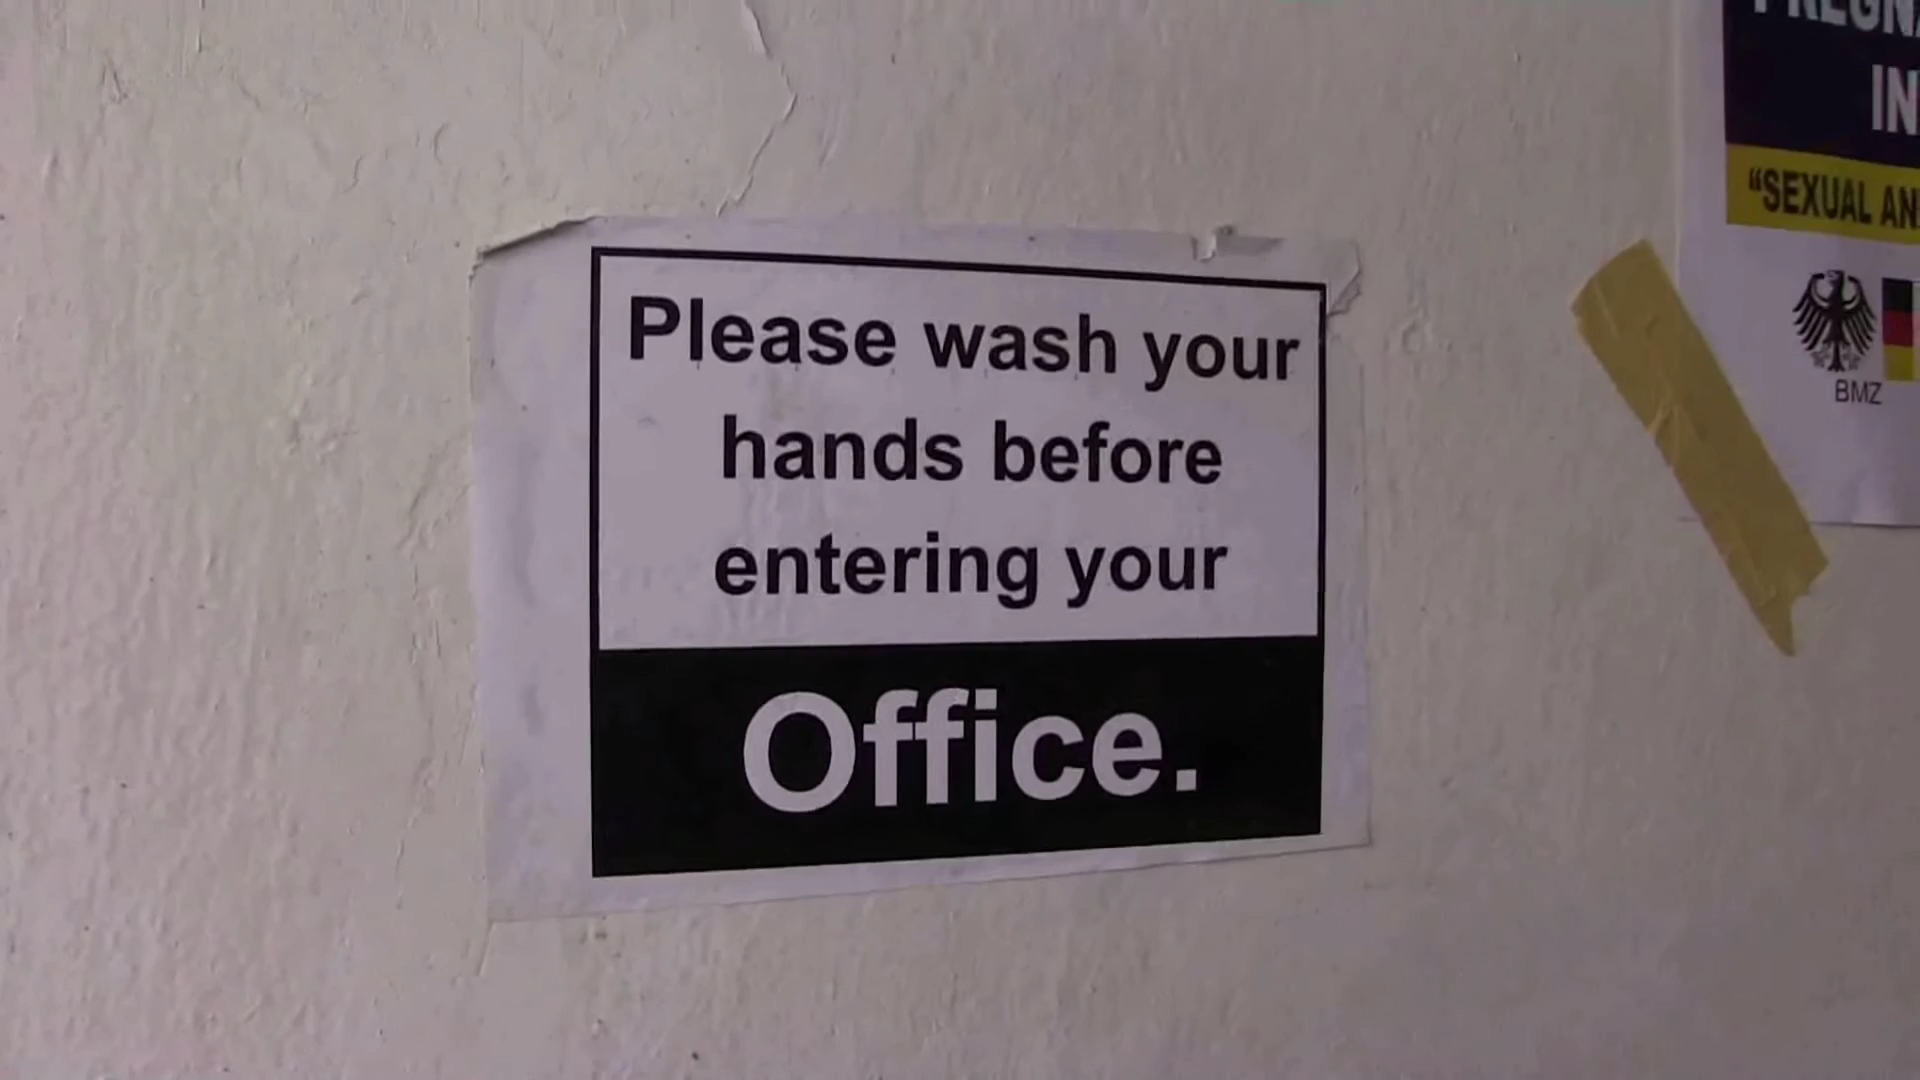 Please wash your
hands before
entering your
Office.
IN
"SEXUAL AN
BMZ